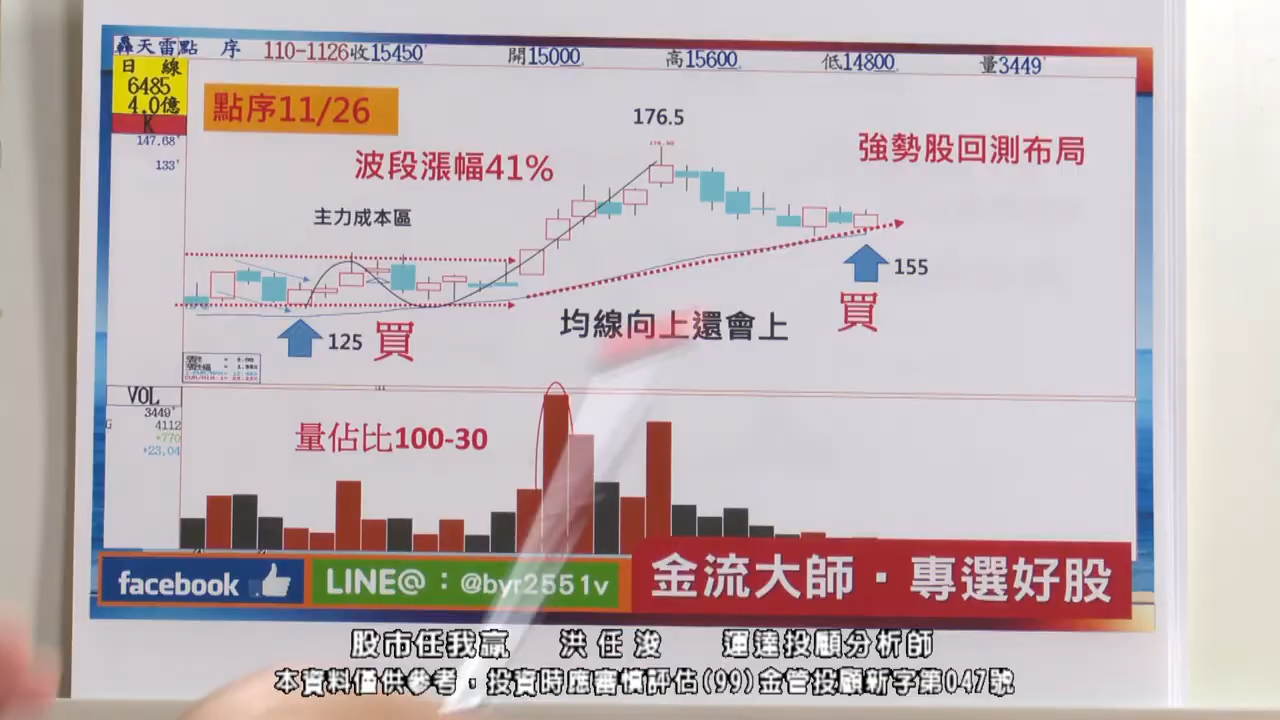 轟天雷點 序 110-1126收15450 開15000 高15600 低14800 量3449
日 線
6485
4.0億
K
147.68
133
點序11/26
176.5
強勢股回測布局
波段漲幅41%
主力成本區
155
買
均線向上還會上
125 買
VOL
3449
4112
+770
+23.04
量佔比100-30
facebook LINE@:@byr2551v 金流大師·專選好股
股市任我贏 洪任浚 運達投顧分析師
本資料僅供參考,投資時應審慎評估(99)金管投顧新字第047號